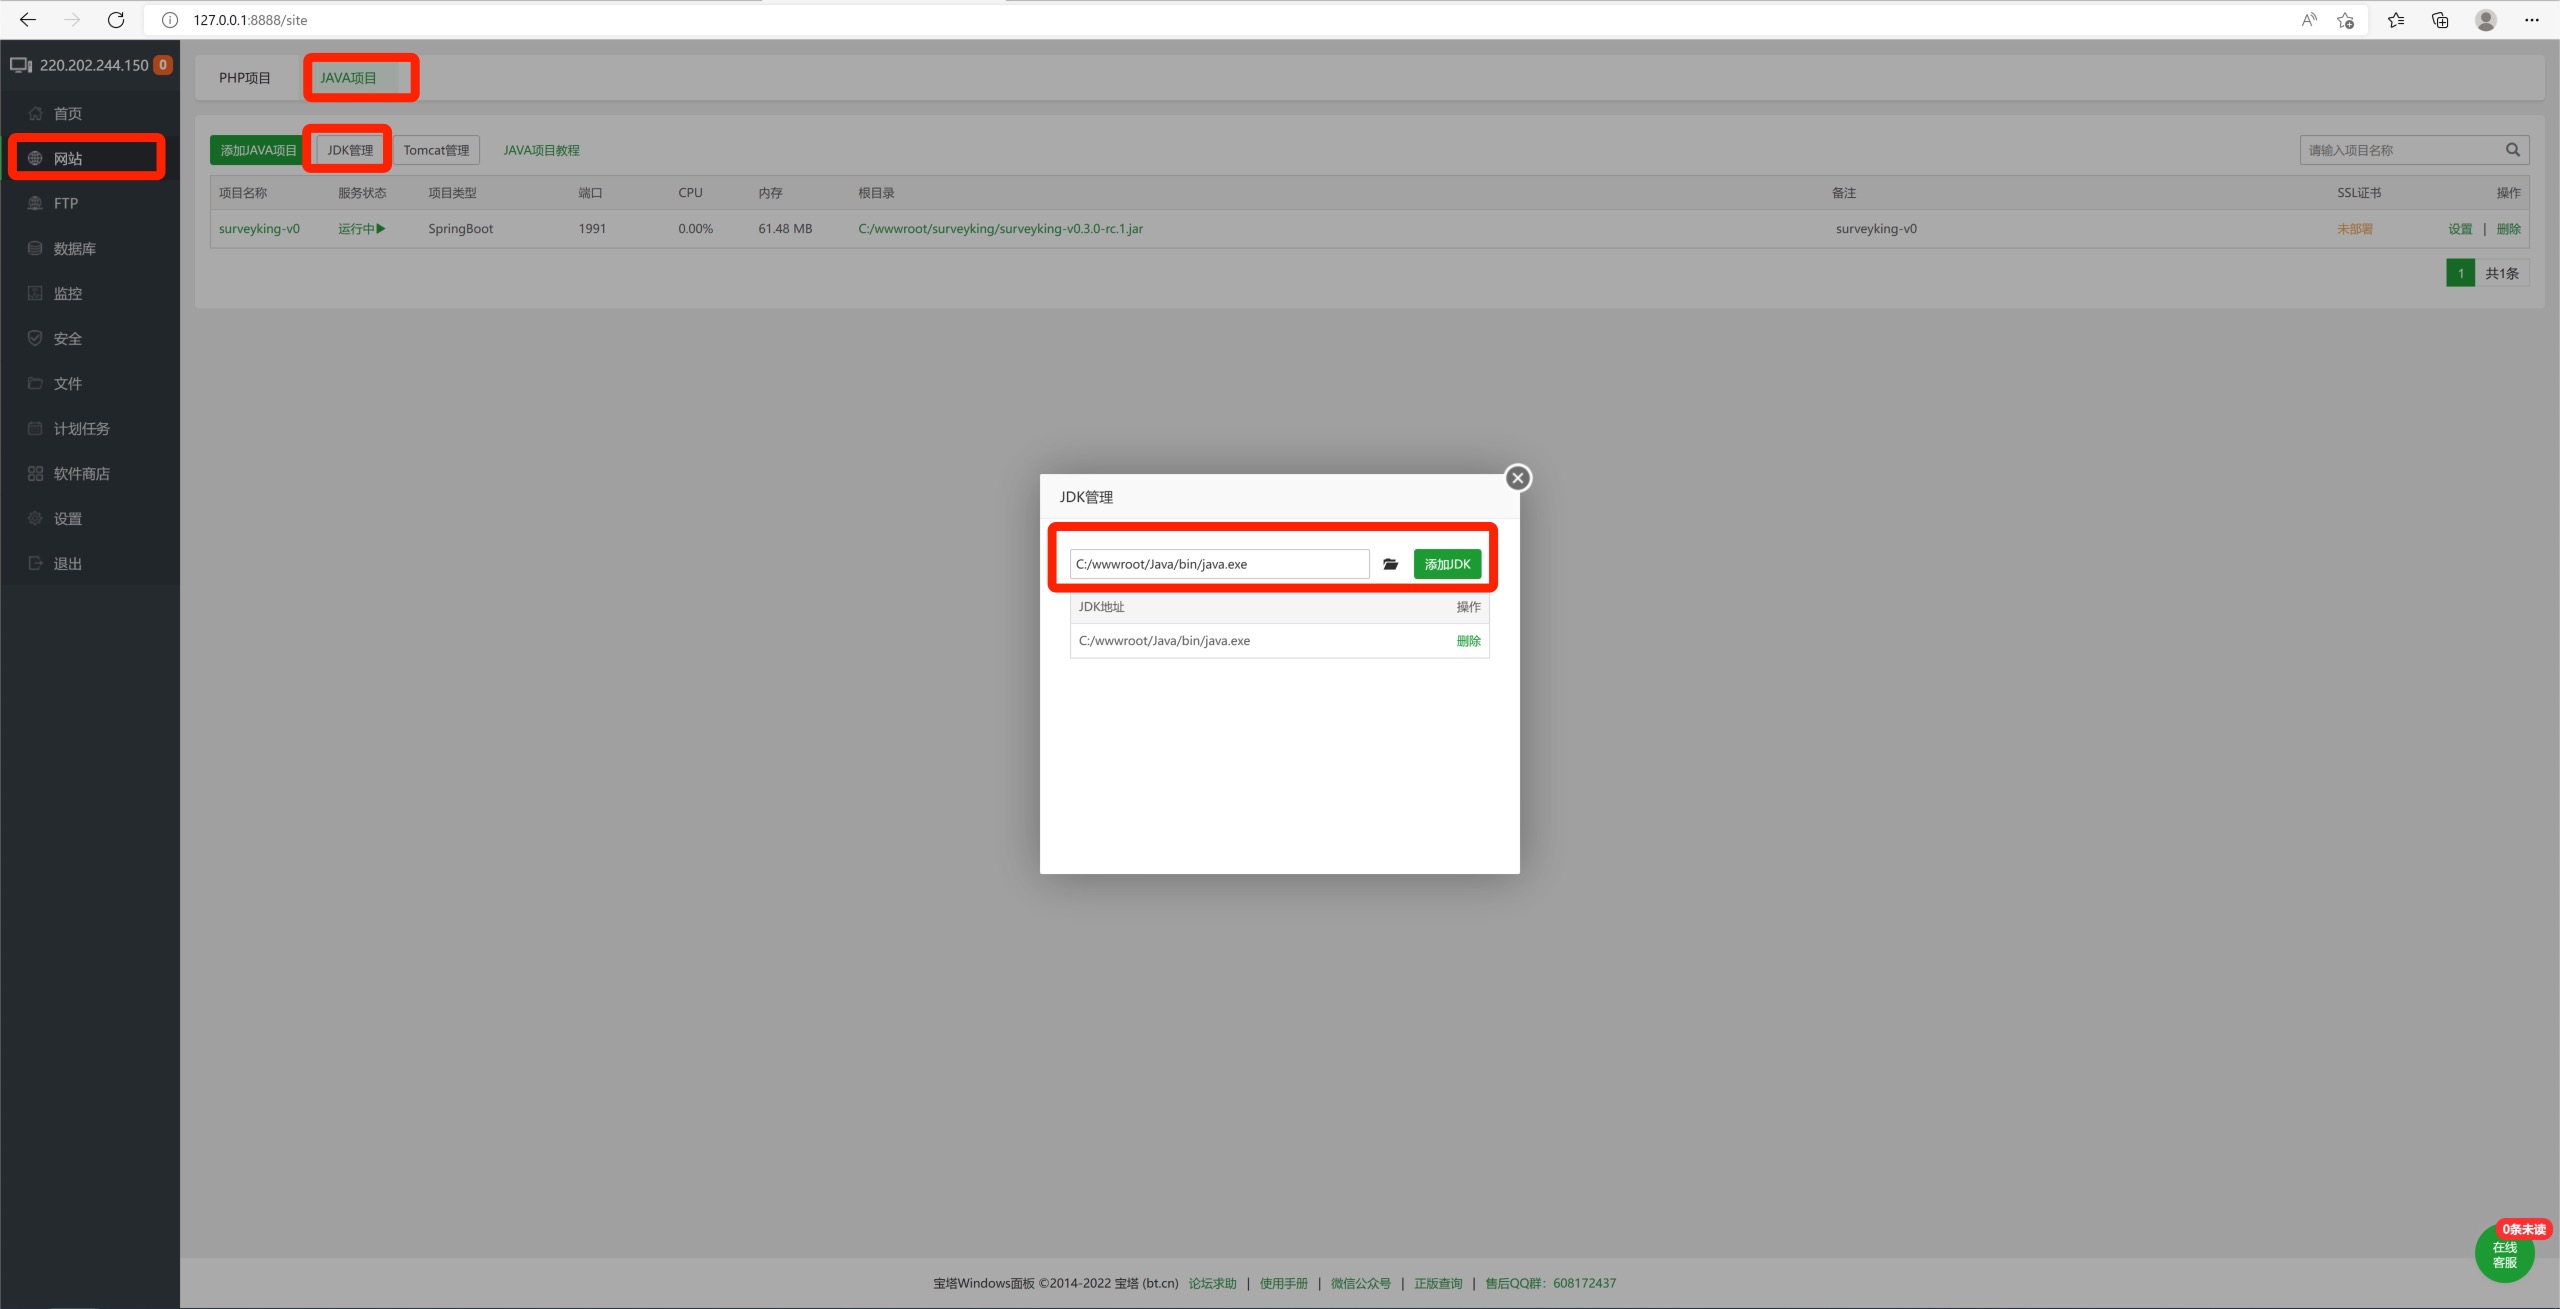 127.0.0.1:8888/site
220.202.244.150 0
首页
网站
FTP
数据库
监控
安全
文件
计划任务
软件商店
设置
退出
PHP项目 JAVA项目
添加JAVA项目 JDK管理 Tomcat管理 JAVA项目教程 请输入项目名称
项目名称 服务状态 项目类型 端口 CPU 内存 根目录 备注 SSL证书 操作
surveyking-v0 运行中 SpringBoot 1991 0.00% 61.48 MB C:/wwwroot/surveyking/surveyking-v0.3.0-rc.1.jar surveyking-v0 未部署 设置 | 删除
1 共1条
JDK管理
C:/wwwroot/Java/bin/java.exe 添加JDK
JDK地址 操作
C:/wwwroot/Java/bin/java.exe 删除
0条未读
在线
客服
宝塔Windows面板 ©2014-2022 宝塔 (bt.cn) 论坛求助 | 使用手册 | 微信公众号 | 正版查询 | 售后QQ群：608172437